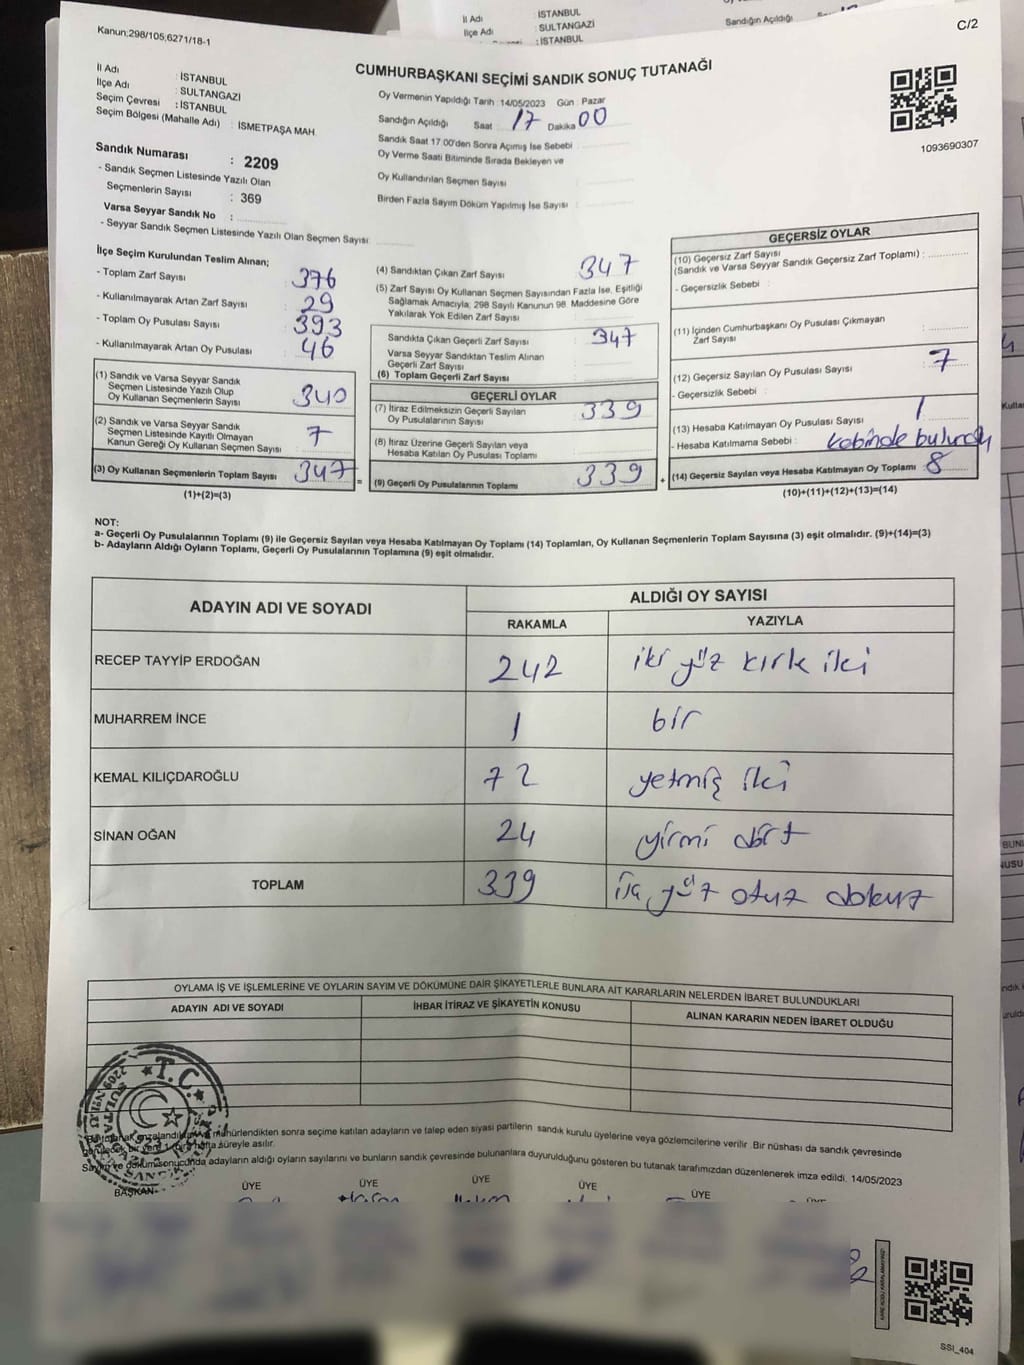 İl Adı : İSTANBUL
İlçe Adı : SULTANGAZİ
: İSTANBUL
Sandığın Açıldığı
Kanun;298/105;6271/18-1
C/2
CUMHURBAŞKANI SEÇİMİ SANDIK SONUÇ TUTANAĞI
İl Adı : İSTANBUL
İlçe Adı : SULTANGAZİ
Seçim Çevresi : İSTANBUL
Seçim Bölgesi (Mahalle Adı) : İSMETPAŞA MAH.
Sandık Numarası : 2209
- Sandık Seçmen Listesinde Yazılı Olan
Seçmenlerin Sayısı : 369
Varsa Seyyar Sandık No :
- Seyyar Sandık Seçmen Listesinde Yazılı Olan Seçmen Sayısı
Oy Vermenin Yapıldığı Tarih :14/05/2023 Gün : Pazar
Sandığın Açıldığı Saat : 17 Dakika 00
Sandık Saat 17.00'den Sonra Açımış İse Sebebi :
Oy Verme Saati Bitiminde Sırada Bekleyen ve
Oy Kullandırılan Seçmen Sayısı
Birden Fazla Sayım Döküm Yapılmış İse Sayısı :
1093690307
İlçe Seçim Kurulundan Teslim Alınan;
- Toplam Zarf Sayısı : 376
- Kullanılmayarak Artan Zarf Sayısı : 29
- Toplam Oy Pusulası Sayısı : 393
- Kullanılmayarak Artan Oy Pusulası : 46
(1) Sandık ve Varsa Seyyar Sandık
Seçmen Listesinde Yazılı Olup
Oy Kullanan Seçmenlerin Sayısı : 340
(2) Sandık ve Varsa Seyyar Sandık
Seçmen Listesinde Kayıtlı Olmayan
Kanun Gereği Oy Kullanan Seçmen Sayısı : 7
(3) Oy Kullanan Seçmenlerin Toplam Sayısı : 347 =
(1)+(2)=(3)
(4) Sandıktan Çıkan Zarf Sayısı : 347
(5) Zarf Sayısı Oy Kullanan Seçmen Sayısından Fazla İse, Eşitliği
Sağlamak Amacıyla; 298 Sayılı Kanunun 98. Maddesine Göre
Yakılarak Yok Edilen Zarf Sayısı :
Sandıkta Çıkan Geçerli Zarf Sayısı : 347
Varsa Seyyar Sandıktan Teslim Alınan
Geçerli Zarf Sayısı :
(6) Toplam Geçerli Zarf Sayısı :
GEÇERLİ OYLAR
(7) İtiraz Edilmeksizin Geçerli Sayılan
Oy Pusulalarının Sayısı : 339
(8) İtiraz Üzerine Geçerli Sayılan veya
Hesaba Katılan Oy Pusulası Toplamı :
(9) Geçerli Oy Pusulalarının Toplamı : 339 +
GEÇERSİZ OYLAR
(10) Geçersiz Zarf Sayısı
(Sandık ve Varsa Seyyar Sandık Geçersiz Zarf Toplamı) :
- Geçersizlik Sebebi :
(11) İçinden Cumhurbaşkanı Oy Pusulası Çıkmayan
Zarf Sayısı :
(12) Geçersiz Sayılan Oy Pusulası Sayısı : 7
- Geçersizlik Sebebi :
(13) Hesaba Katılmayan Oy Pusulası Sayısı : 1
- Hesaba Katılmama Sebebi : kabinde bulundu
(14) Geçersiz Sayılan veya Hesaba Katılmayan Oy Toplamı : 8
(10)+(11)+(12)+(13)=(14)
NOT:
a- Geçerli Oy Pusulalarının Toplamı (9) ile Geçersiz Sayılan veya Hesaba Katılmayan Oy Toplamı (14) Toplamları, Oy Kullanan Seçmenlerin Toplam Sayısına (3) eşit olmalıdır. (9)+(14)=(3)
b- Adayların Aldığı Oyların Toplamı, Geçerli Oy Pusulalarının Toplamına (9) eşit olmalıdır.
ADAYIN ADI VE SOYADI
ALDIĞI OY SAYISI
RAKAMLA YAZIYLA
RECEP TAYYİP ERDOĞAN 242 iki yüz kırk iki
MUHARREM İNCE 1 bir
KEMAL KILIÇDAROĞLU 72 yetmiş iki
SİNAN OĞAN 24 yirmi dört
TOPLAM 339 yüz otuz dokuz
OYLAMA İŞ VE İŞLEMLERİNE VE OYLARIN SAYIM VE DÖKÜMÜNE DAİR ŞİKAYETLERLE BUNLARA AİT KARARLARIN NELERDEN İBARET BULUNDUKLARI
ADAYIN ADI VE SOYADI İHBAR İTİRAZ VE ŞİKAYETİN KONUSU ALINAN KARARIN NEDEN İBARET OLDUĞU
T.C.
mühürlendikten sonra seçime katılan adayların ve talep eden siyasi partilerin sandık kurulu üyelerine veya gözlemcilerine verilir .Bir nüshası da sandık çevresinde
hafta süreyle asılır.
Sayım ve döküm sonucunda adayların aldığı oyların sayılarını ve bunların sandık çevresinde bulunanlara duyurulduğunu gösteren bu tutanak tarafımızdan düzenlenerek imza edildi. 14/05/2023
BAŞKAN ÜYE ÜYE ÜYE ÜYE ÜYE ÜYE
SSI_404